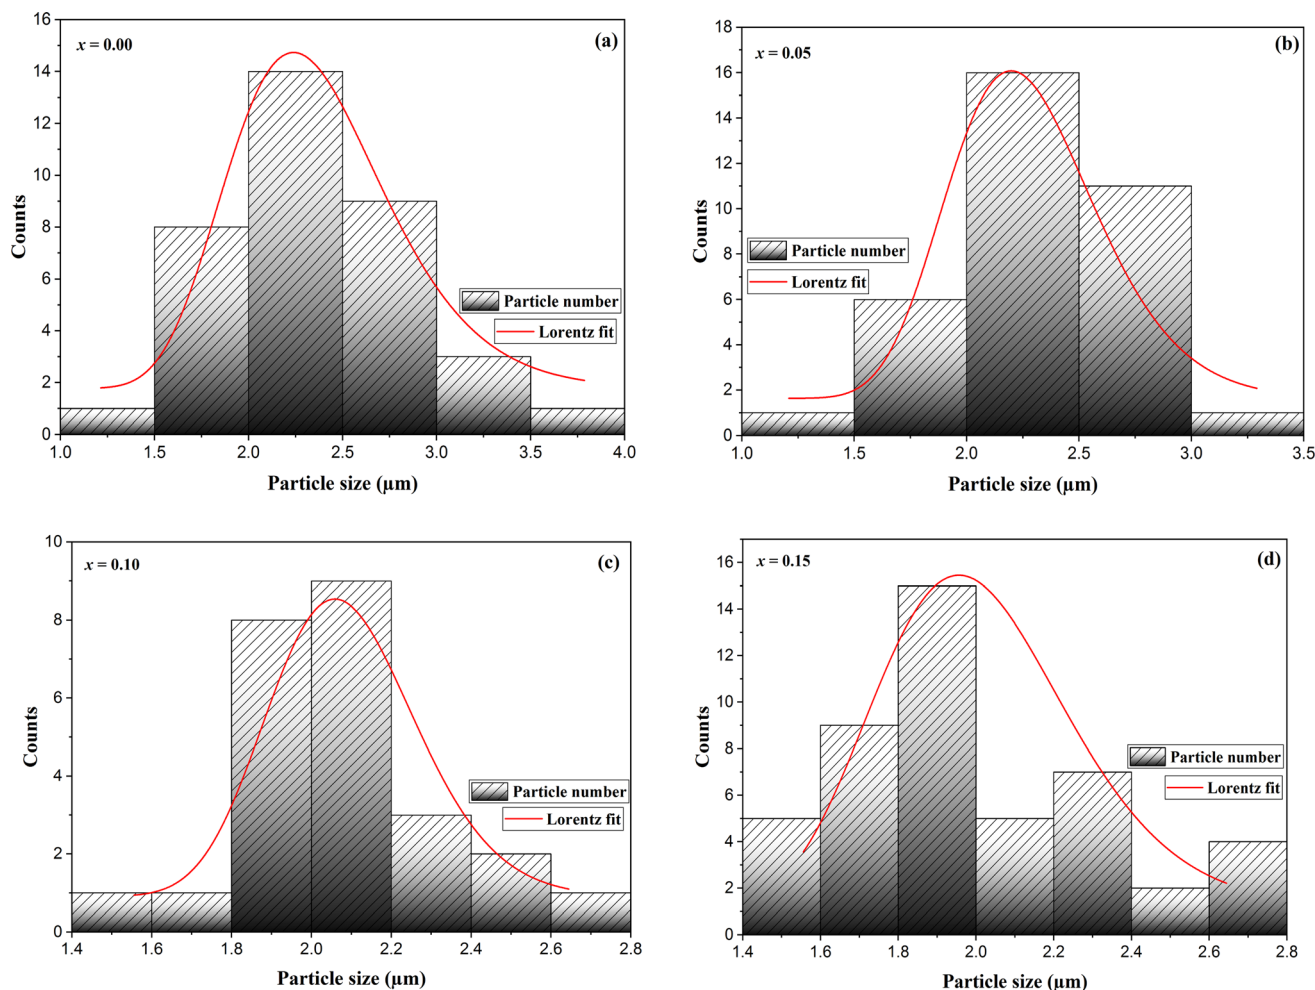 x = 0.00
(a)
16
14
12
10
8
6
4
2
0
Counts
Particle number
Lorentz fit
1.0 1.5 2.0 2.5 3.0 3.5 4.0
Particle size (µm)
x = 0.05
(b)
18
16
14
12
10
8
6
4
2
0
Counts
Particle number
Lorentz fit
1.0 1.5 2.0 2.5 3.0 3.5
Particle size (µm)
x = 0.10
(c)
10
8
6
4
2
0
Counts
Particle number
Lorentz fit
1.4 1.6 1.8 2.0 2.2 2.4 2.6 2.8
Particle size (µm)
x = 0.15
(d)
16
14
12
10
8
6
4
2
0
Counts
Particle number
Lorentz fit
1.4 1.6 1.8 2.0 2.2 2.4 2.6 2.8
Particle size (µm)